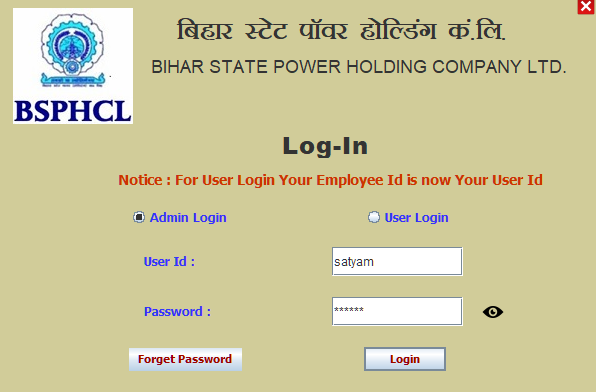 बिहार स्टेट पॉवर होल्डिंग कं.लि.
BIHAR STATE POWER HOLDING COMPANY LTD.
BSPHCL
Log-In
Notice : For User Login Your Employee Id is now Your User Id
Admin Login User Login
User Id : satyam
Password : ******
Forget Password Login